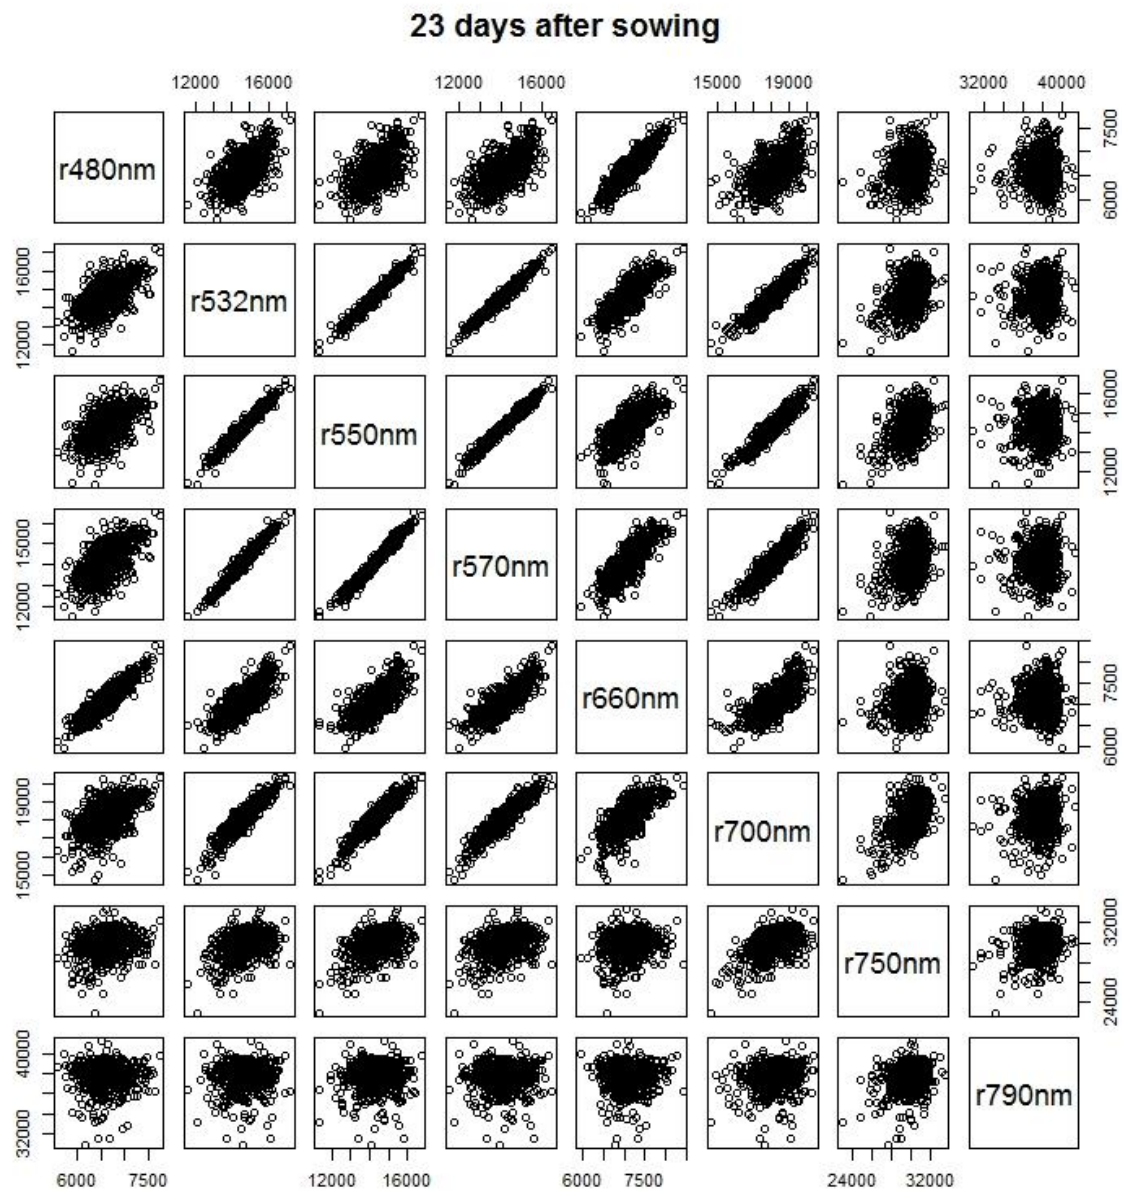 23 days after sowing
12000 16000 12000 16000 15000 19000 32000 40000
r480nm
6000 7500
12000 16000
r532nm
r550nm
12000 16000
12000 15000
r570nm
r660nm
6000 7500
15000 19000
r700nm
r750nm
24000 32000
32000 40000
r790nm
6000 7500 12000 16000 6000 7500 24000 32000